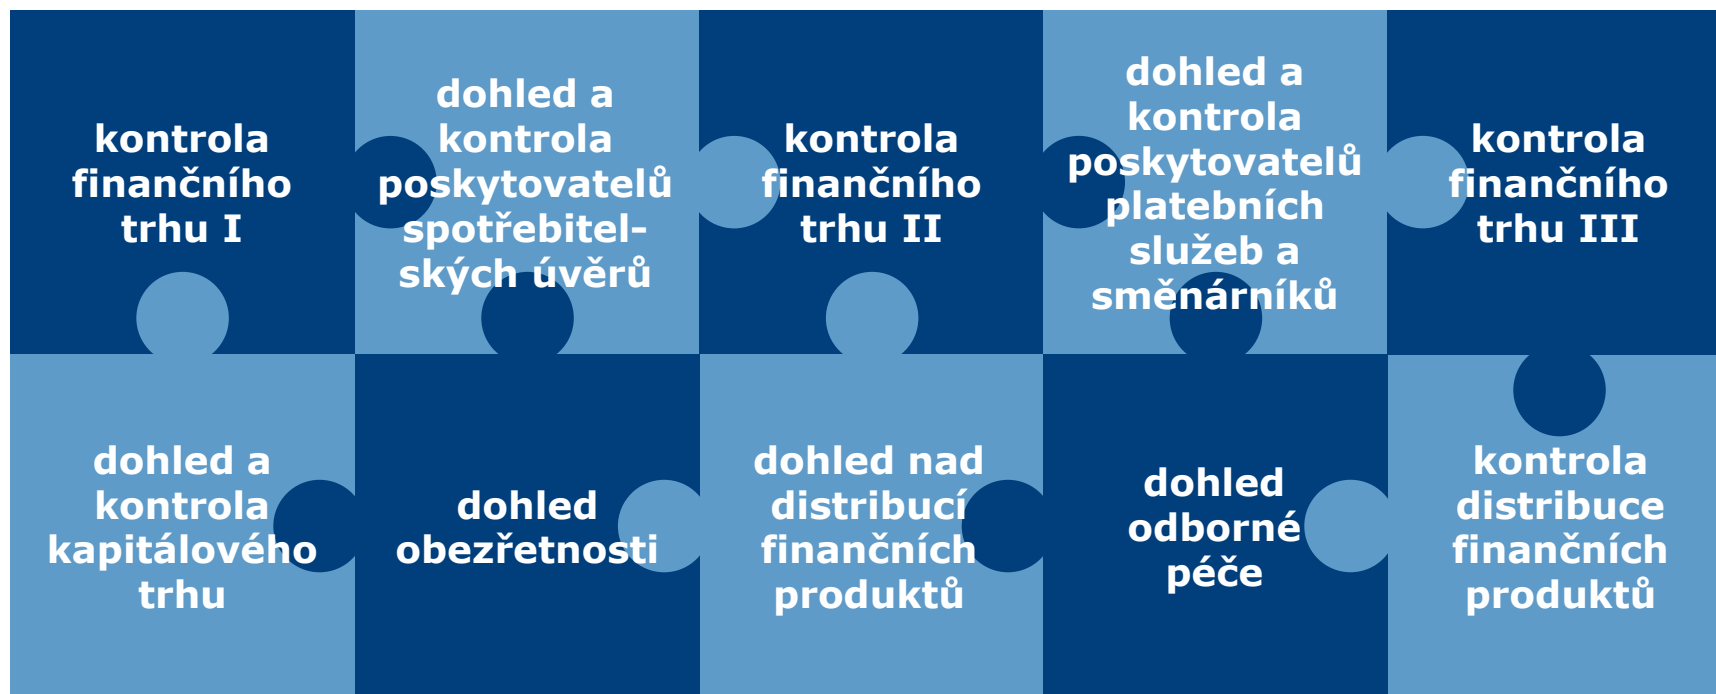 kontrola
finančního
trhu I
dohled a
kontrola
poskytovatelů
spotřebitel-
ských úvěrů
kontrola
finančního
trhu II
dohled a
kontrola
poskytovatelů
platebních
služeb a
směnárníků
kontrola
finančního
trhu III
dohled a
kontrola
kapitálového
trhu
dohled
obezřetnosti
dohled nad
distribucí
finančních
produktů
dohled
odborné
péče
kontrola
distribuce
finančních
produktů